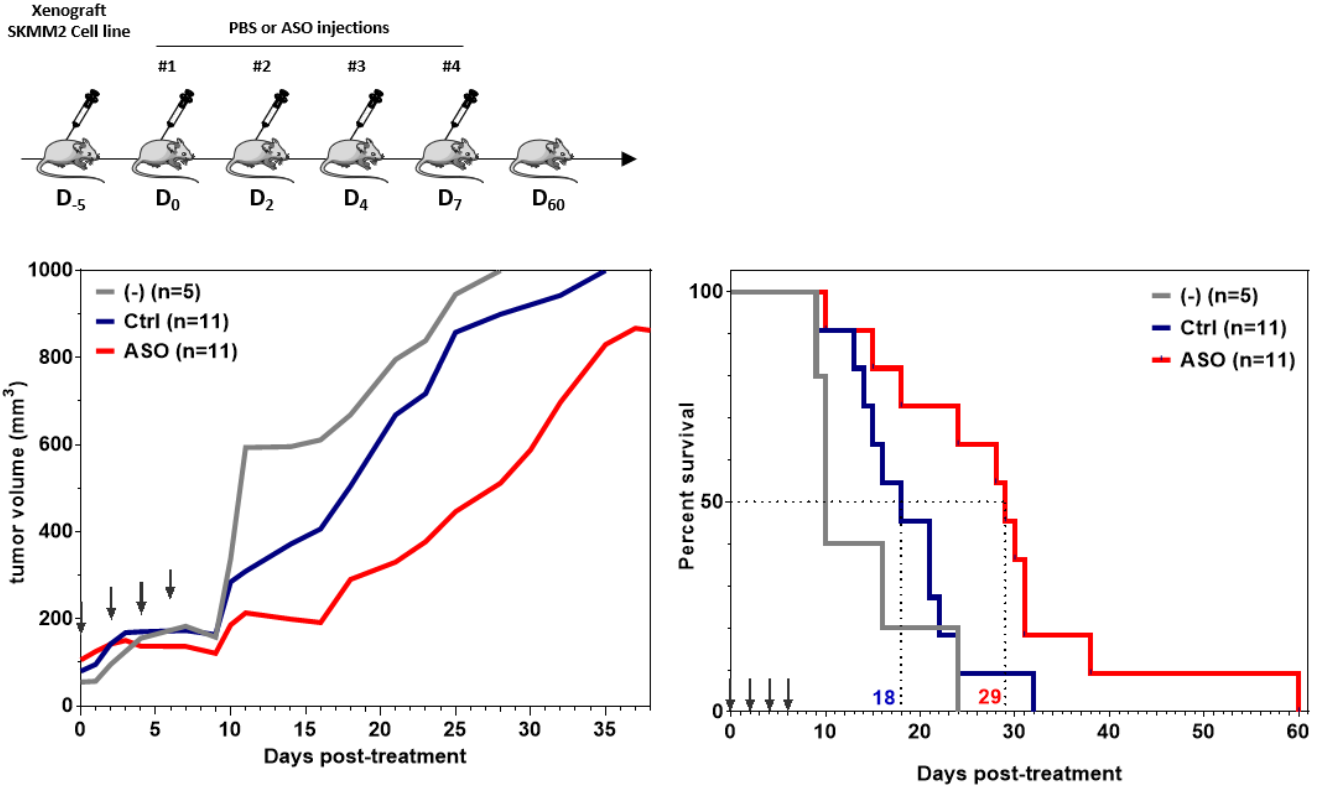 Xenograft
SKMM2 Cell line
PBS or ASO injections
#1 #2 #3 #4
D-5 D0 D2 D4 D7 D60
1000
800
600
400
200
0
tumor volume (mm3)
(-) (n=5)
Ctrl (n=11)
ASO (n=11)
0 5 10 15 20 25 30 35
Days post-treatment
100
50
0
Percent survival
(-) (n=5)
Ctrl (n=11)
ASO (n=11)
18 29
0 10 20 30 40 50 60
Days post-treatment